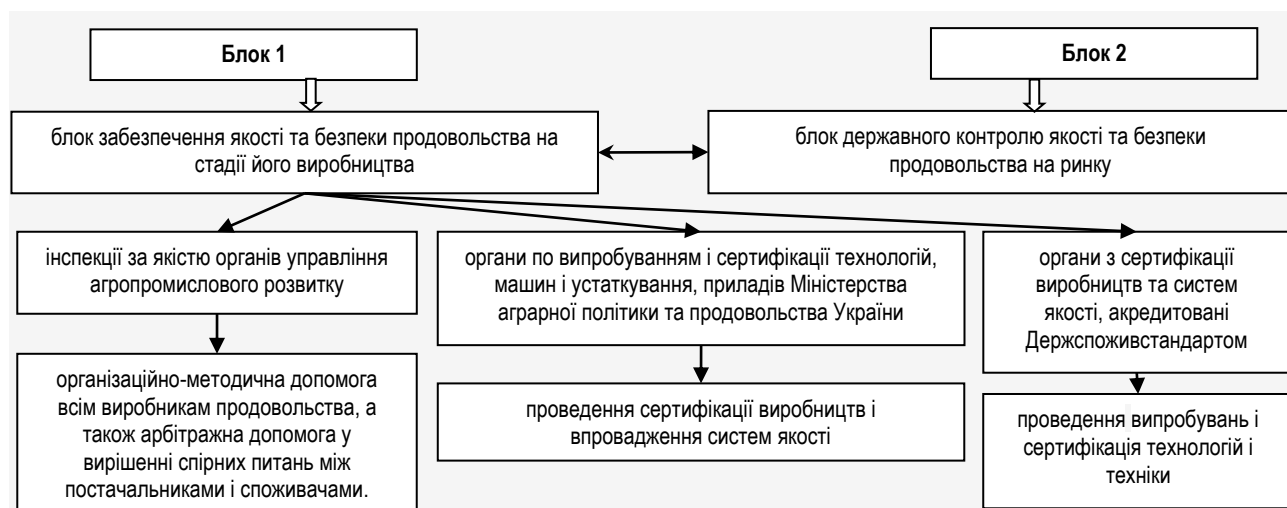 Блок 1
Блок 2
блок забезпечення якості та безпеки продовольства на
стадії його виробництва
блок державного контролю якості та безпеки
продовольства на ринку
інспекції за якістю органів управління
агропромислового розвитку
органи по випробуванням і сертифікації технологій,
машин і устаткування, приладів Міністерства
аграрної політики та продовольства України
органи з сертифікації
виробництв та систем
якості, акредитовані
Держспоживстандартом
організаційно-методична допомога
всім виробникам продовольства, а
також арбітражна допомога у
вирішенні спірних питань між
постачальниками і споживачами.
проведення сертифікації виробництв і
впровадження систем якості
проведення випробувань і
сертифікація технологій і
техніки